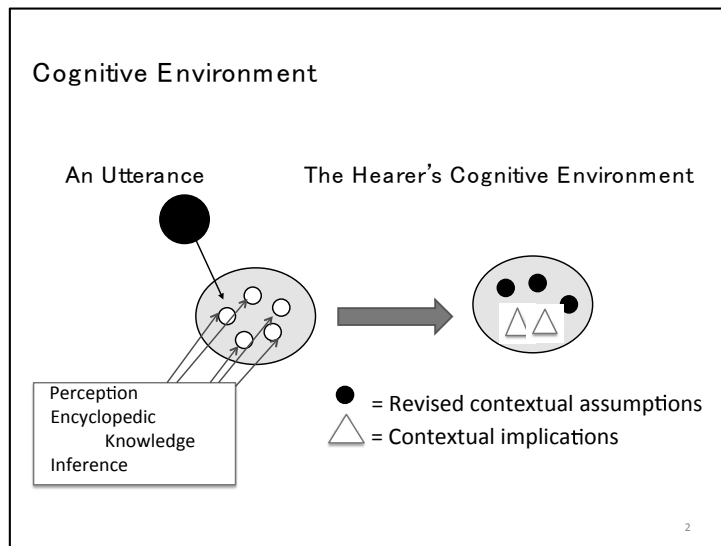 Cognitive Environment
An Utterance
The Hearer’s Cognitive Environment
Perception
Encyclopedic
Knowledge
Inference
= Revised contextual assumptions
= Contextual implications
2